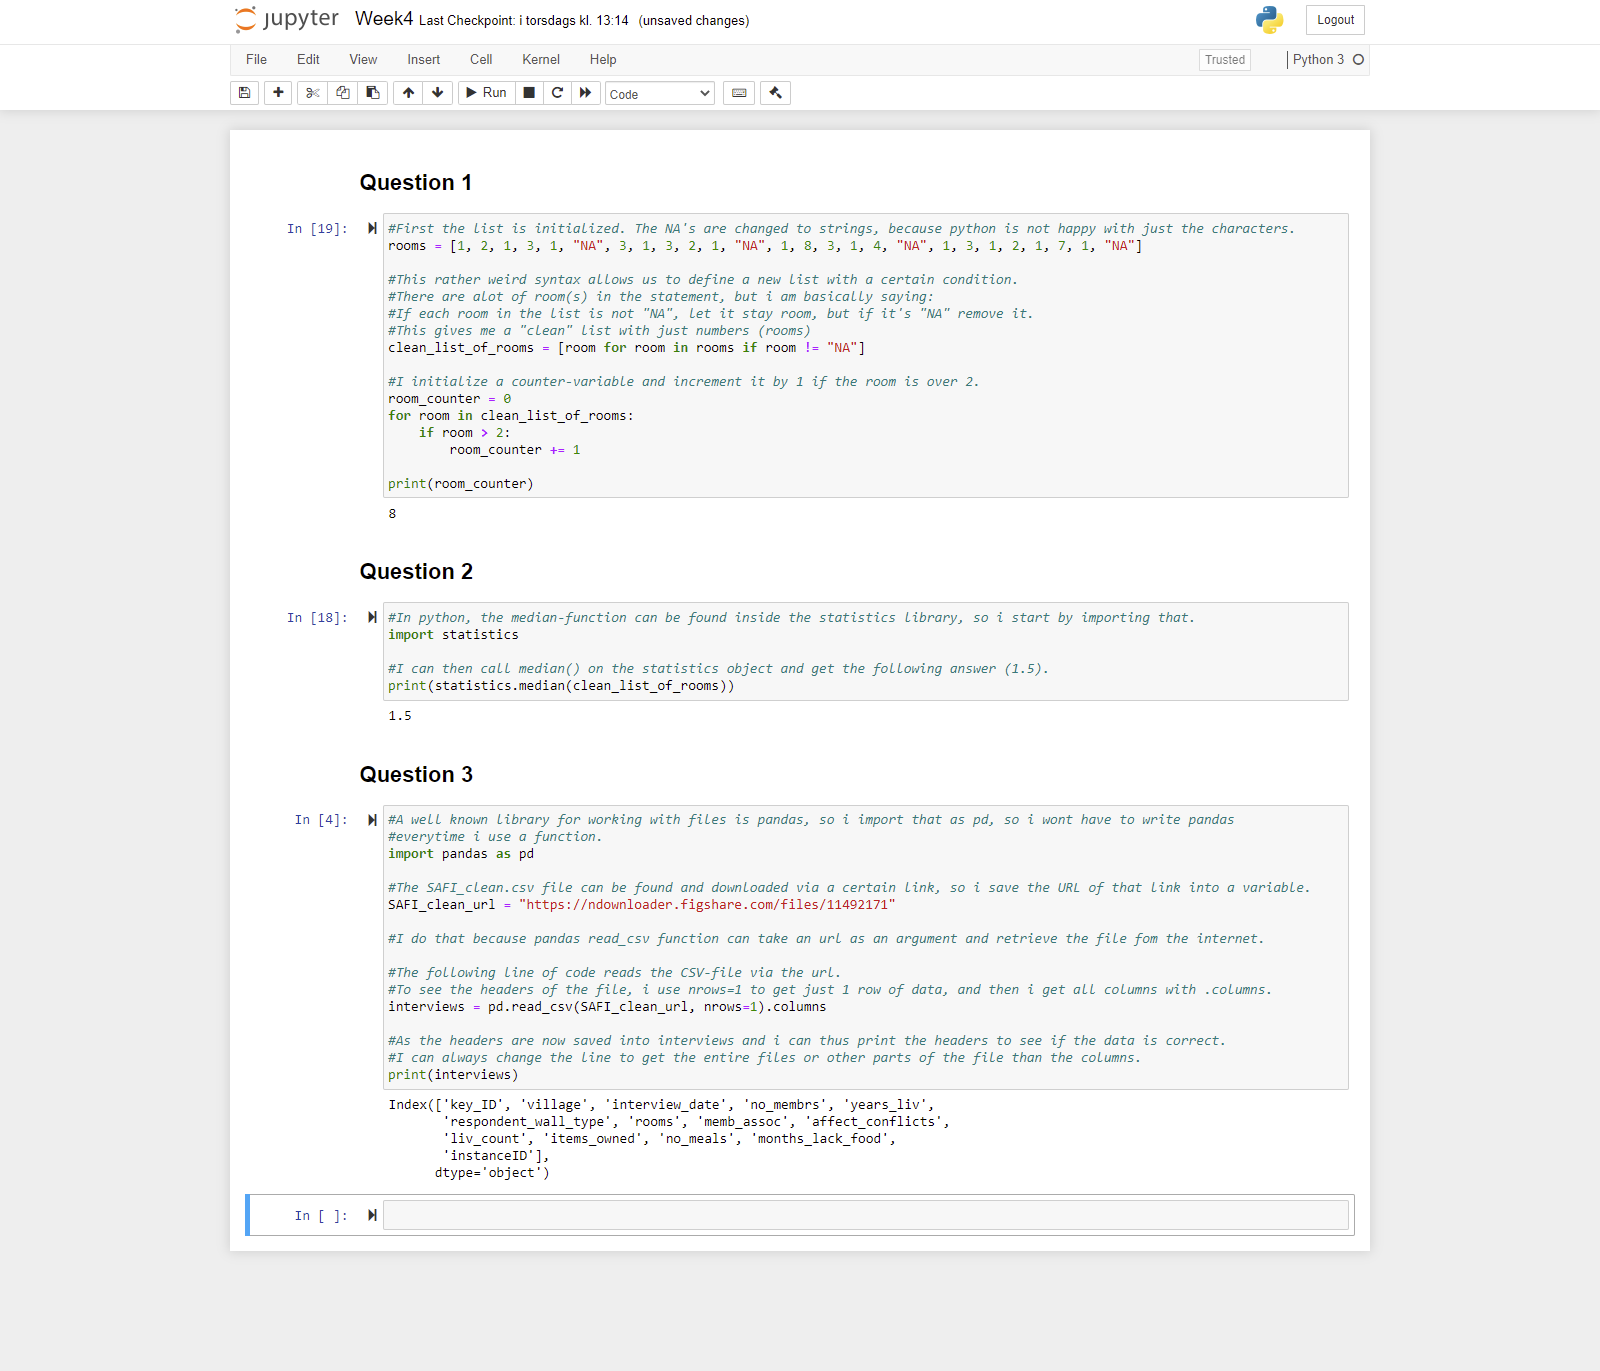 jupyter Week4 Last Checkpoint: i torsdags kl. 13:14 (unsaved changes) Logout
File Edit View Insert Cell Kernel Help Trusted Python 3
Run Code
Question 1
In [19]:
#First the list is initialized. The NA's are changed to strings, because python is not happy with just the characters.
rooms = [1, 2, 1, 3, 1, "NA", 3, 1, 3, 2, 1, "NA", 1, 8, 3, 1, 4, "NA", 1, 3, 1, 2, 1, 7, 1, "NA"]
#This rather weird syntax allows us to define a new list with a certain condition.
#There are alot of room(s) in the statement, but i am basically saying:
#If each room in the list is not "NA", let it stay room, but if it's "NA" remove it.
#This gives me a "clean" list with just numbers (rooms)
clean_list_of_rooms = [room for room in rooms if room != "NA"]
#I initialize a counter-variable and increment it by 1 if the room is over 2.
room_counter = 0
for room in clean_list_of_rooms:
    if room > 2:
        room_counter += 1
print(room_counter)
8
Question 2
In [18]:
#In python, the median-function can be found inside the statistics library, so i start by importing that.
import statistics
#I can then call median() on the statistics object and get the following answer (1.5).
print(statistics.median(clean_list_of_rooms))
1.5
Question 3
In [4]:
#A well known library for working with files is pandas, so i import that as pd, so i wont have to write pandas
#everytime i use a function.
import pandas as pd
#The SAFI_clean.csv file can be found and downloaded via a certain link, so i save the URL of that link into a variable.
SAFI_clean_url = "https://ndownloader.figshare.com/files/11492171"
#I do that because pandas read_csv function can take an url as an argument and retrieve the file fom the internet.
#The following line of code reads the CSV-file via the url.
#To see the headers of the file, i use nrows=1 to get just 1 row of data, and then i get all columns with .columns.
interviews = pd.read_csv(SAFI_clean_url, nrows=1).columns
#As the headers are now saved into interviews and i can thus print the headers to see if the data is correct.
#I can always change the line to get the entire files or other parts of the file than the columns.
print(interviews)
Index(['key_ID', 'village', 'interview_date', 'no_membrs', 'years_liv',
       'respondent_wall_type', 'rooms', 'memb_assoc', 'affect_conflicts',
       'liv_count', 'items_owned', 'no_meals', 'months_lack_food',
       'instanceID'],
      dtype='object')
In [ ]: